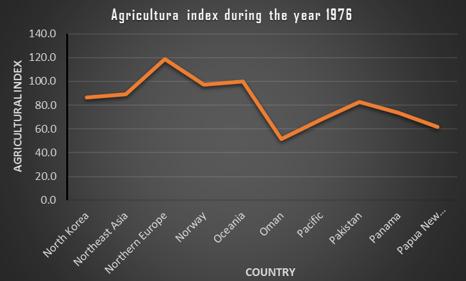 Agricultura index during the year 1976
140.0
120.0
100.0
80.0
60.0
40.0
20.0
0.0
AGRICULTURAL INDEX
North Korea
Northeast Asia
Northern Europe
Norway
Oceania
Oman
Pacific
Pakistan
Panama
Papua New...
COUNTRY